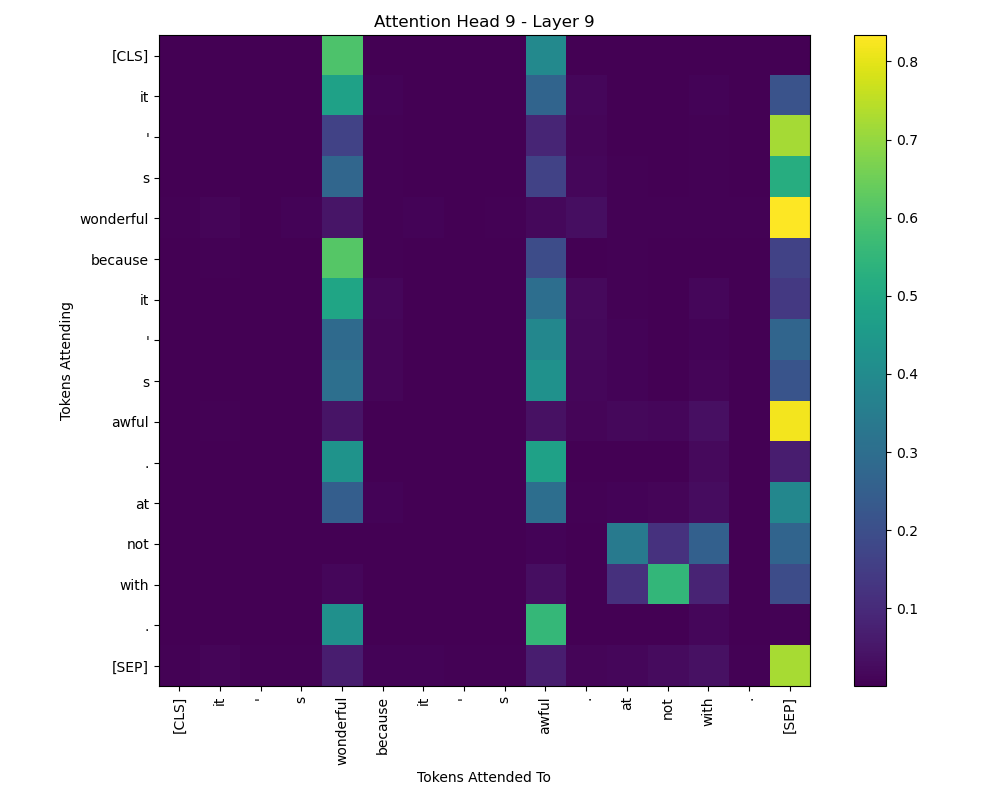 Attention Head 9 - Layer 9
Tokens Attending
[CLS]
it
'
s
wonderful
because
it
'
s
awful
.
at
not
with
.
[SEP]
[CLS]
it
'
s
wonderful
because
it
'
s
awful
.
at
not
with
.
[SEP]
Tokens Attended To
0.8
0.7
0.6
0.5
0.4
0.3
0.2
0.1